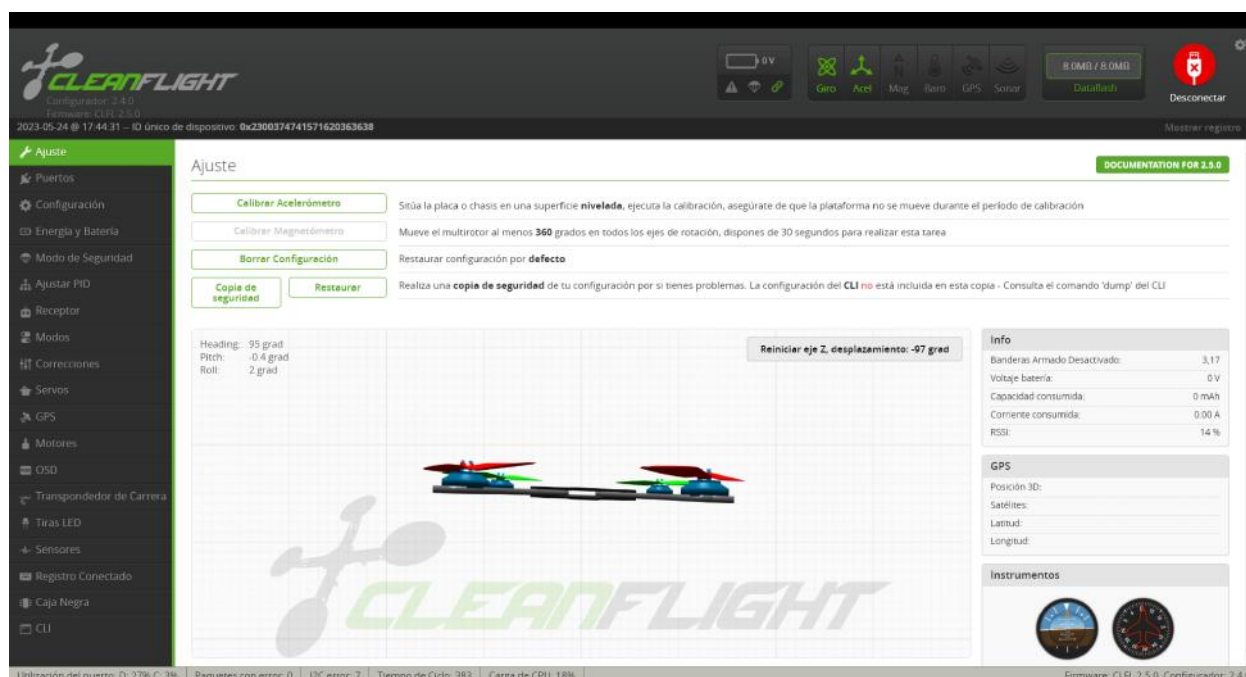 CLEANFLIGHT
Configurador: 2.4.0
Firmware: CLFL 2.5.0
0 V
Giro Acel Mag Baro GPS Sonar
8.0MB / 8.0MB
Dataflash
Desconectar
2023-05-24 @ 17:44:31 -- ID único de dispositivo: 0x2300374741571620363638
Mostrar registro
Ajuste
Puertos
Configuración
Energía y Batería
Modo de Seguridad
Ajustar PID
Receptor
Modos
Correcciones
Servos
GPS
Motores
OSD
Transpondedor de Carrera
Tiras LED
Sensores
Registro Conectado
Caja Negra
CLI
Ajuste
DOCUMENTATION FOR 2.5.0
Calibrar Acelerómetro
Sitúa la placa o chasis en una superficie nivelada, ejecuta la calibración, asegúrate de que la plataforma no se mueve durante el período de calibración
Calibrar Magnetómetro
Mueve el multirotor al menos 360 grados en todos los ejes de rotación, dispones de 30 segundos para realizar esta tarea
Borrar Configuración
Restaurar configuración por defecto
Copia de
seguridad
Restaurar
Realiza una copia de seguridad de tu configuración por si tienes problemas. La configuración del CLI no está incluida en esta copia - Consulta el comando 'dump' del CLI
Heading: 95 grad
Pitch: -0.4 grad
Roll: 2 grad
Reiniciar eje Z, desplazamiento: -97 grad
CLEANFLIGHT
Info
Banderas Armado Desactivado: 3,17
Voltaje batería: 0 V
Capacidad consumida: 0 mAh
Corriente consumida: 0.00 A
RSSI: 14 %
GPS
Posición 3D:
Satélites:
Latitud:
Longitud:
Instrumentos
Utilización del puerto: D: 27% C: 3% Paquetes con error: 0 I2C error: 7 Tiempo de Ciclo: 383 Carga de CPU: 18%
Firmware: CLFL 2.5.0, Configurador: 2.4.0